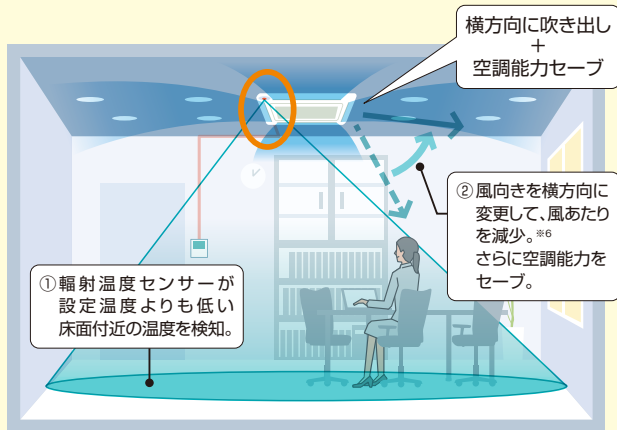 横方向に吹き出し
+
空調能力セーブ
②風向きを横方向に
変更して、風あたり
を減少。※6
さらに空調能力を
セーブ。
①輻射温度センサーが
設定温度よりも低い
床面付近の温度を検知。